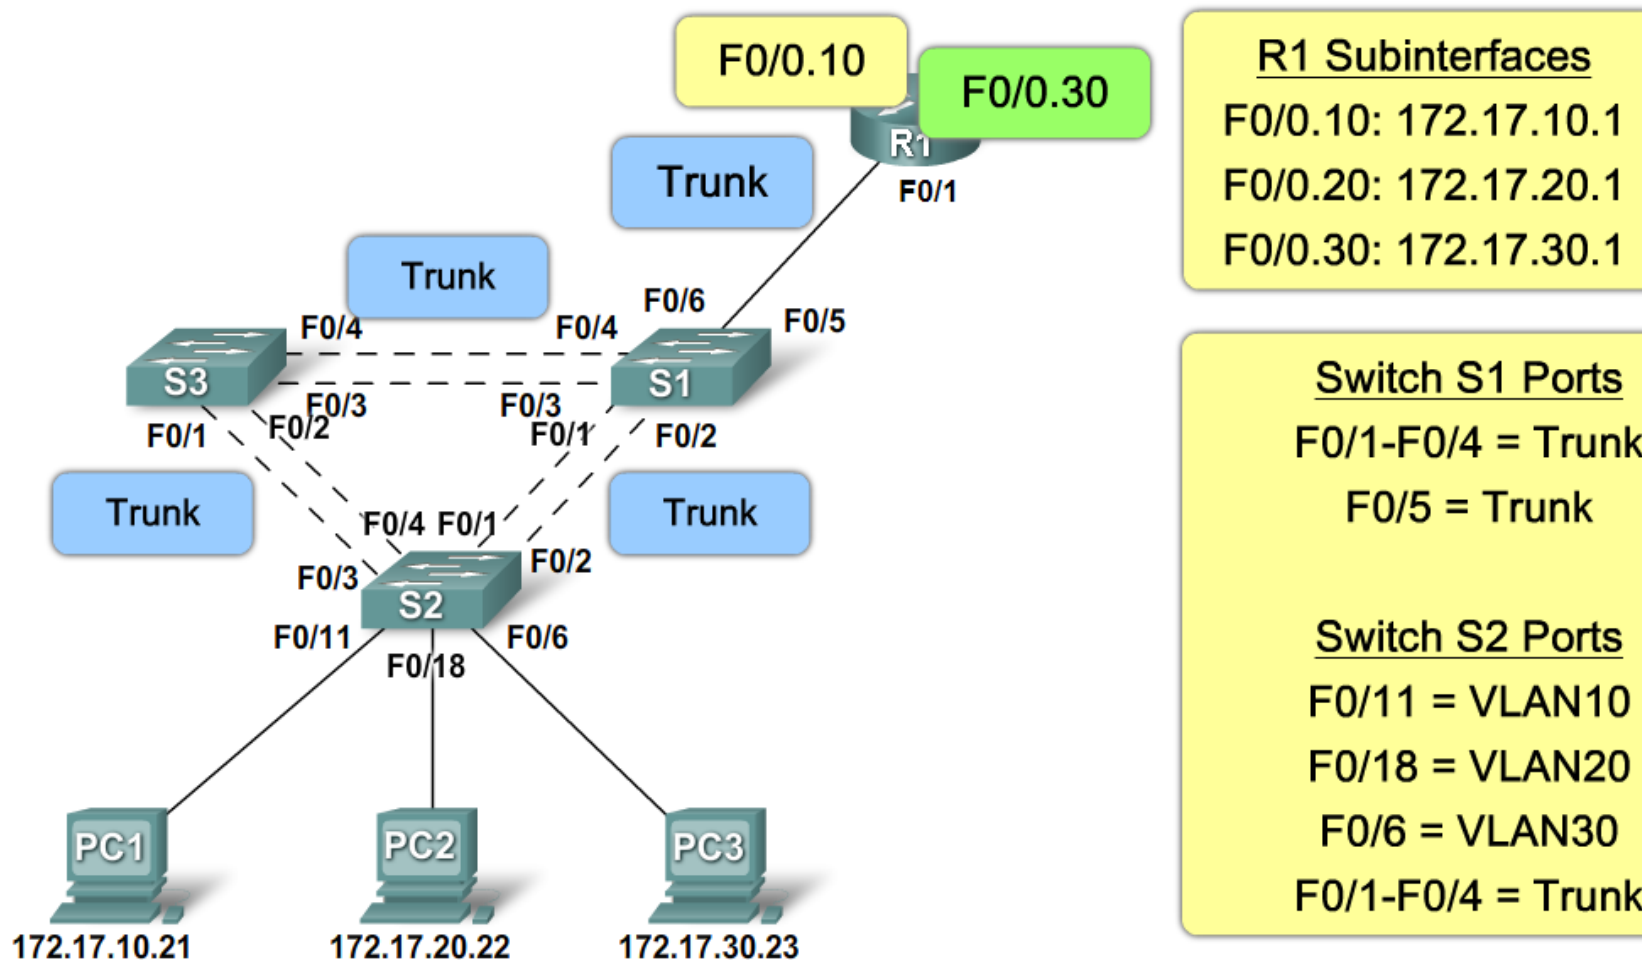 F0/0.10
F0/0.30
R1
F0/1
Trunk
Trunk
F0/6
F0/5
F0/4
F0/4
S3
S1
F0/3
F0/3
F0/1
F0/2
F0/1
F0/2
Trunk
Trunk
F0/4
F0/1
F0/2
F0/3
S2
F0/11
F0/6
F0/18
PC1
PC2
PC3
172.17.10.21
172.17.20.22
172.17.30.23
R1 Subinterfaces
F0/0.10: 172.17.10.1
F0/0.20: 172.17.20.1
F0/0.30: 172.17.30.1
Switch S1 Ports
F0/1-F0/4 = Trunk
F0/5 = Trunk
Switch S2 Ports
F0/11 = VLAN10
F0/18 = VLAN20
F0/6 = VLAN30
F0/1-F0/4 = Trunk